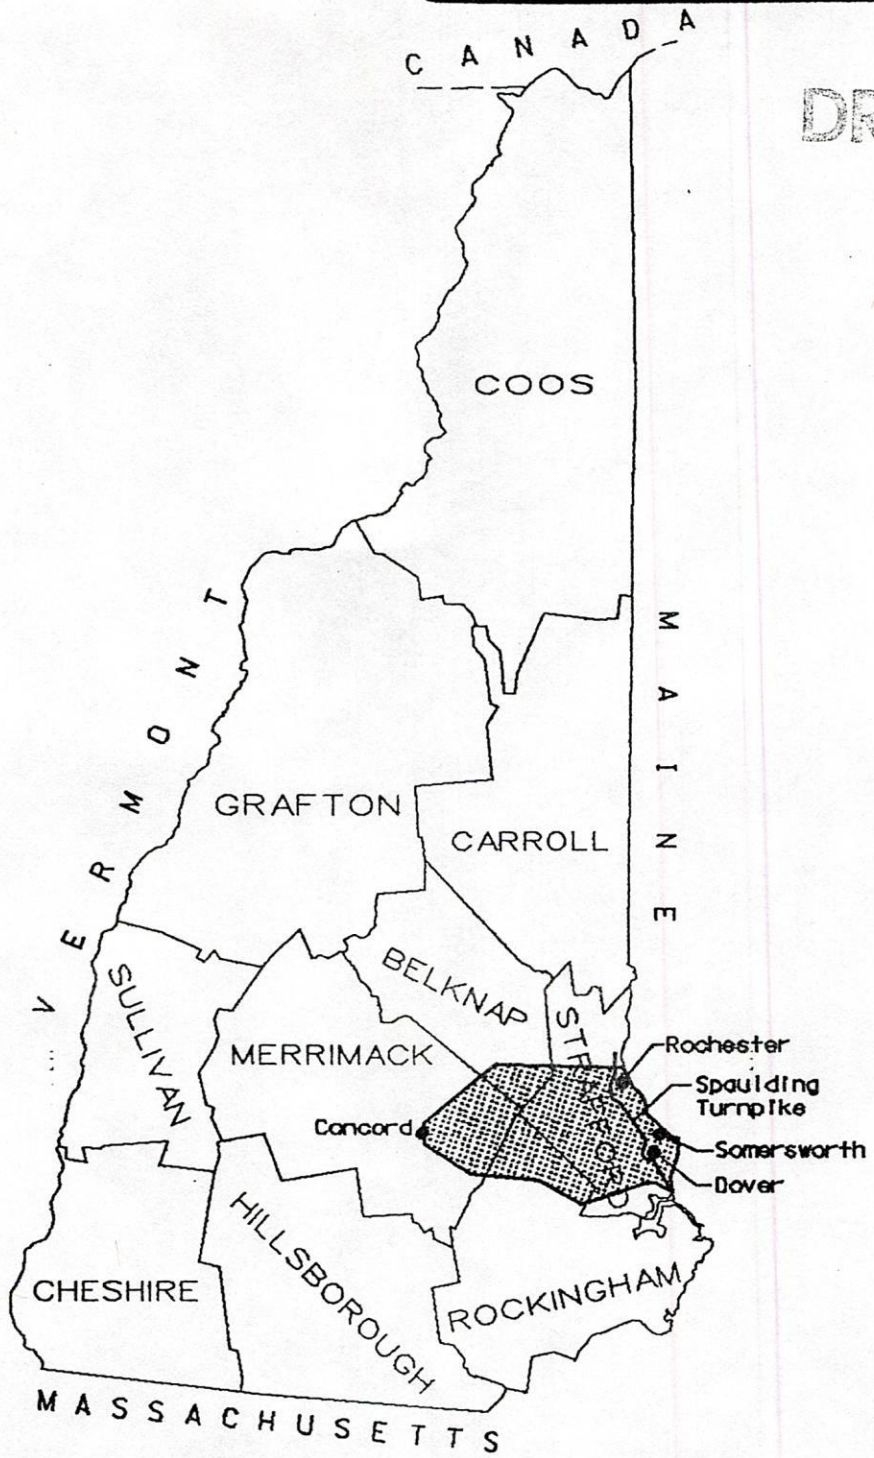 CANADA
DR
COOS
VERMONT
MAINE
GRAFTON
CARROLL
BELKNAP
SULLIVAN
STRAFFORD
MERRIMACK
Rochester
Spaulding
Turnpike
Concord
Somersworth
Dover
HILLSBOROUGH
CHESHIRE
ROCKINGHAM
MASSACHUSETTS